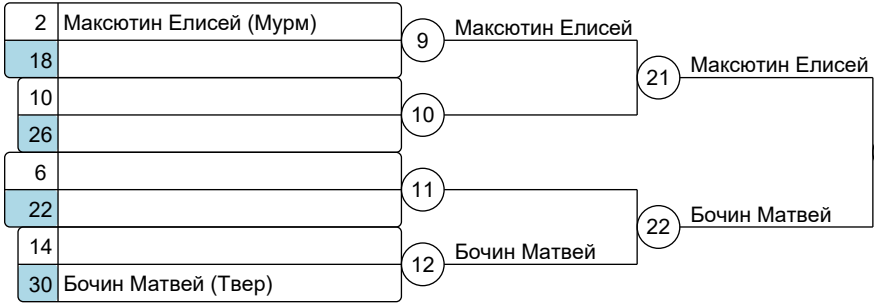 2 Максютин Елисей (Мурм)
18
9 Максютин Елисей
10
26
10
21 Максютин Елисей
6
22
11
14
30 Бочин Матвей (Твер)
12 Бочин Матвей
22 Бочин Матвей